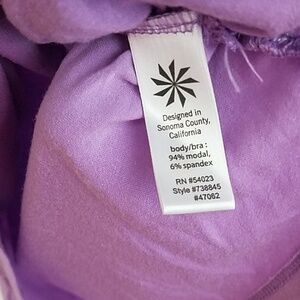 Designed in
Sonoma County,
California
body/bra:
94% modal,
6% spandex
RN #54023
Style #738845
#47062